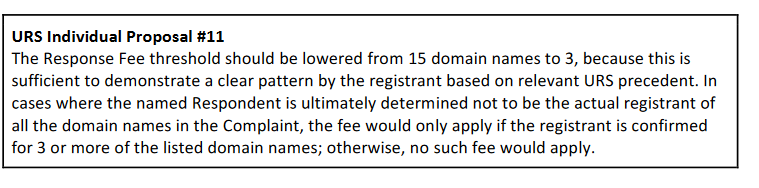 URS Individual Proposal #11
The Response Fee threshold should be lowered from 15 domain names to 3, because this is
sufficient to demonstrate a clear pattern by the registrant based on relevant URS precedent. In
cases where the named Respondent is ultimately determined not to be the actual registrant of
all the domain names in the Complaint, the fee would only apply if the registrant is confirmed
for 3 or more of the listed domain names; otherwise, no such fee would apply.